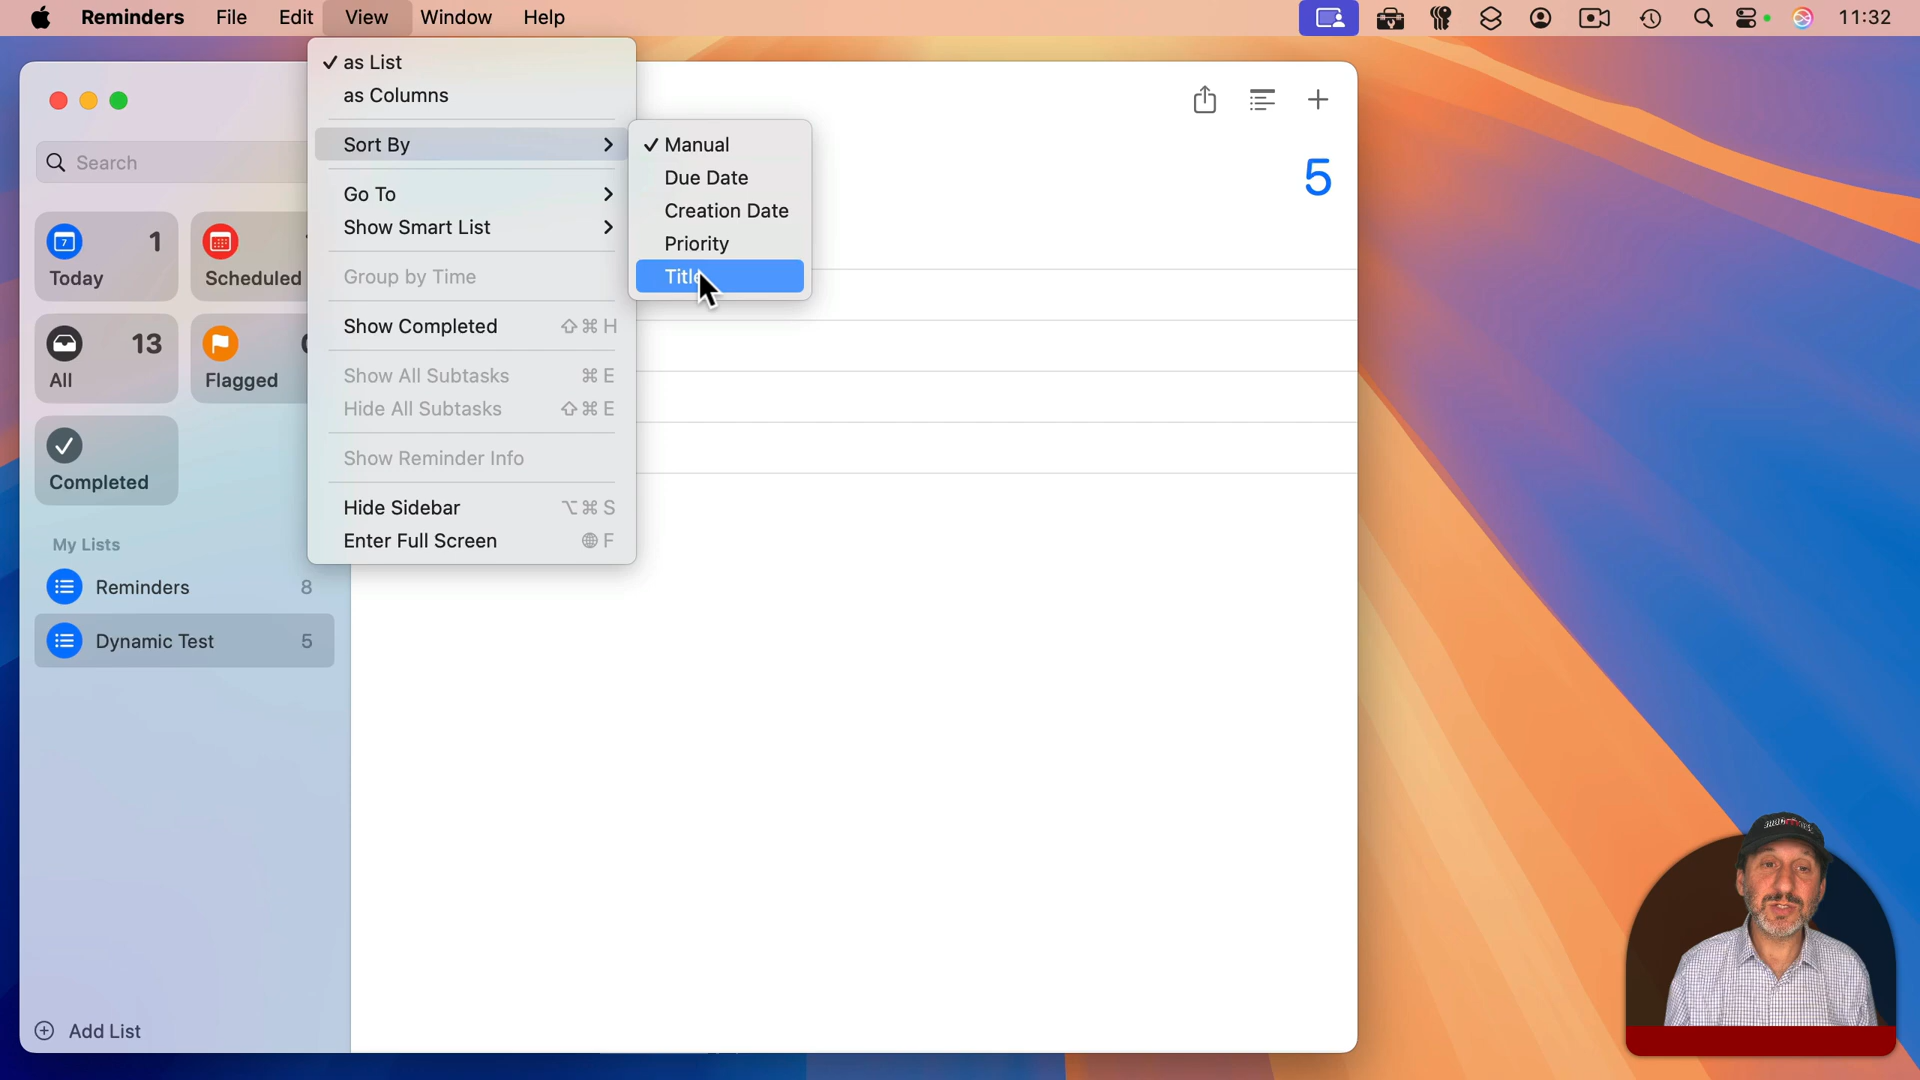 Reminders File Edit View Window Help 11:32
✓ as List
as Columns
Sort By
✓ Manual
Due Date
Creation Date
Priority
Title
Go To
Show Smart List
Group by Time
Show Completed ⇧⌘H
Show All Subtasks ⌘E
Hide All Subtasks ⇧⌘E
Show Reminder Info
Hide Sidebar ⌥⌘S
Enter Full Screen F
5
Search
7
1
Today
Scheduled
13
All
Flagged
Completed
My Lists
Reminders 8
Dynamic Test 5
Add List